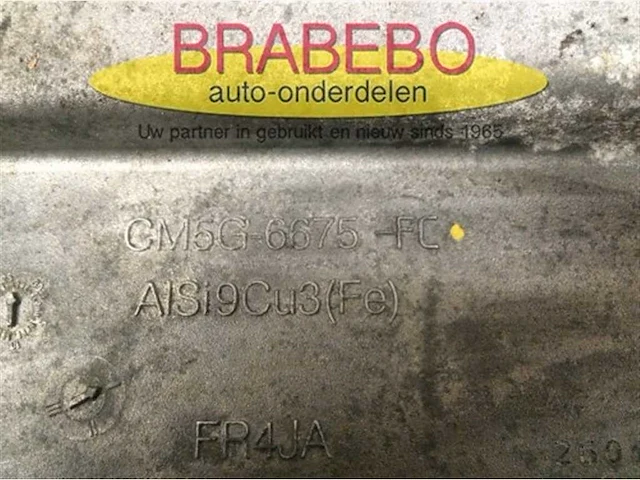 BRABEBO
auto-onderdelen
Uw partner in gebruikt en nieuw sinds 1965
CM5G-6675-FC
AlSi9Cu3(Fe)
FR4JA